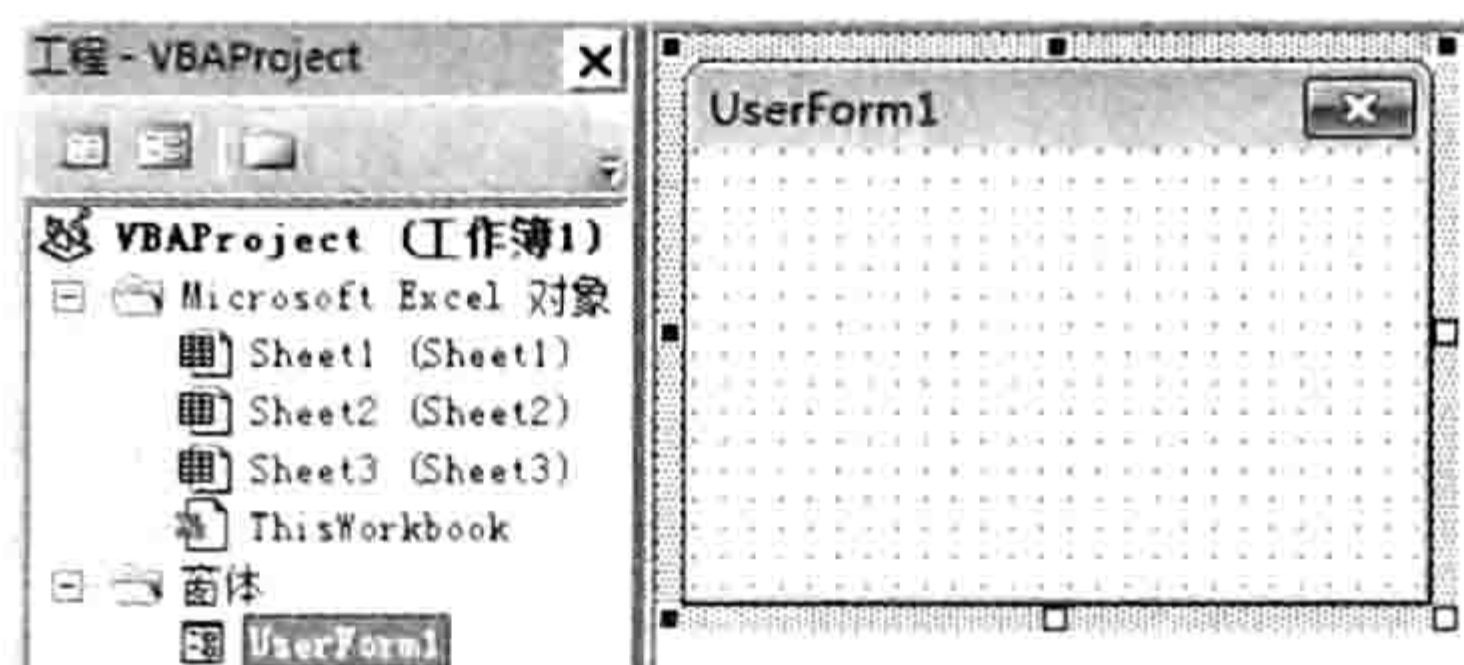 工程 - VBAProject
UserForm1
VBAProject (工作簿1)
Microsoft Excel 对象
Sheet1 (Sheet1)
Sheet2 (Sheet2)
Sheet3 (Sheet3)
ThisWorkbook
窗体
UserForm1